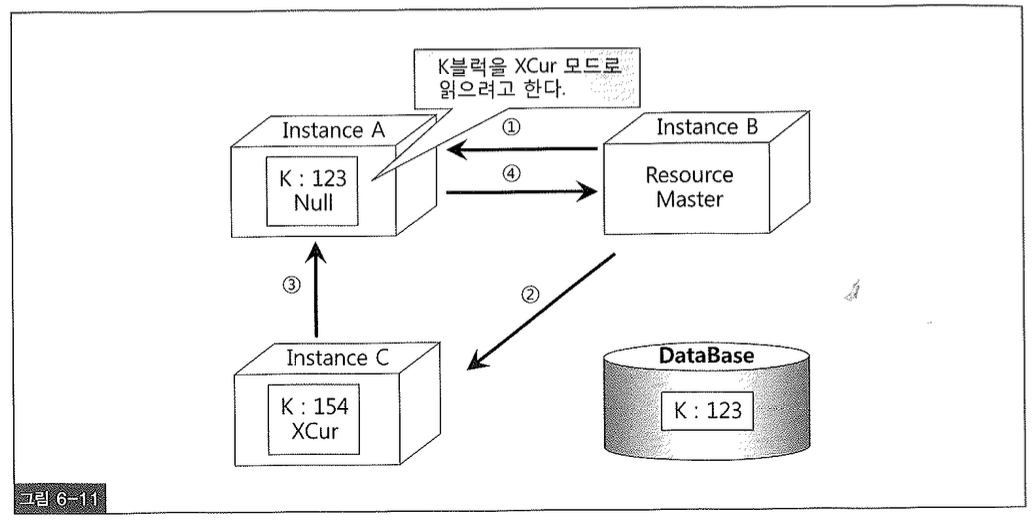 K블럭을 XCur 모드로
읽으려고 한다.
Instance A
①
Instance B
K : 123
Null
④
Resource
Master
③
②
Instance C
DataBase
K : 154
XCur
K : 123
그림 6-11